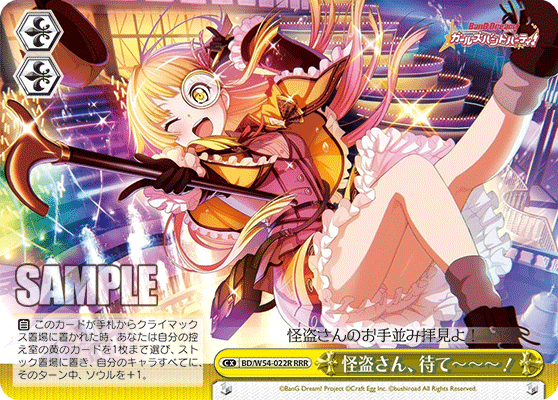 BanG Dream!
ガールズバンドパーティ!
SAMPLE
怪盗さんのお手並み拝見よ!
このカードが手札からクライマッ
クス置場に置かれた時、あなたは自分の控
え室の黄のカードを1枚まで選び、ストッ
ク置場に置き、自分のキャラすべてに、
そのターン中、ソウルを+1。
CX BD/W54-022R RRR 怪盗さん、待て～～～!
©BanG Dream! Project ©Craft Egg Inc. ©bushiroad All Rights Reserved.